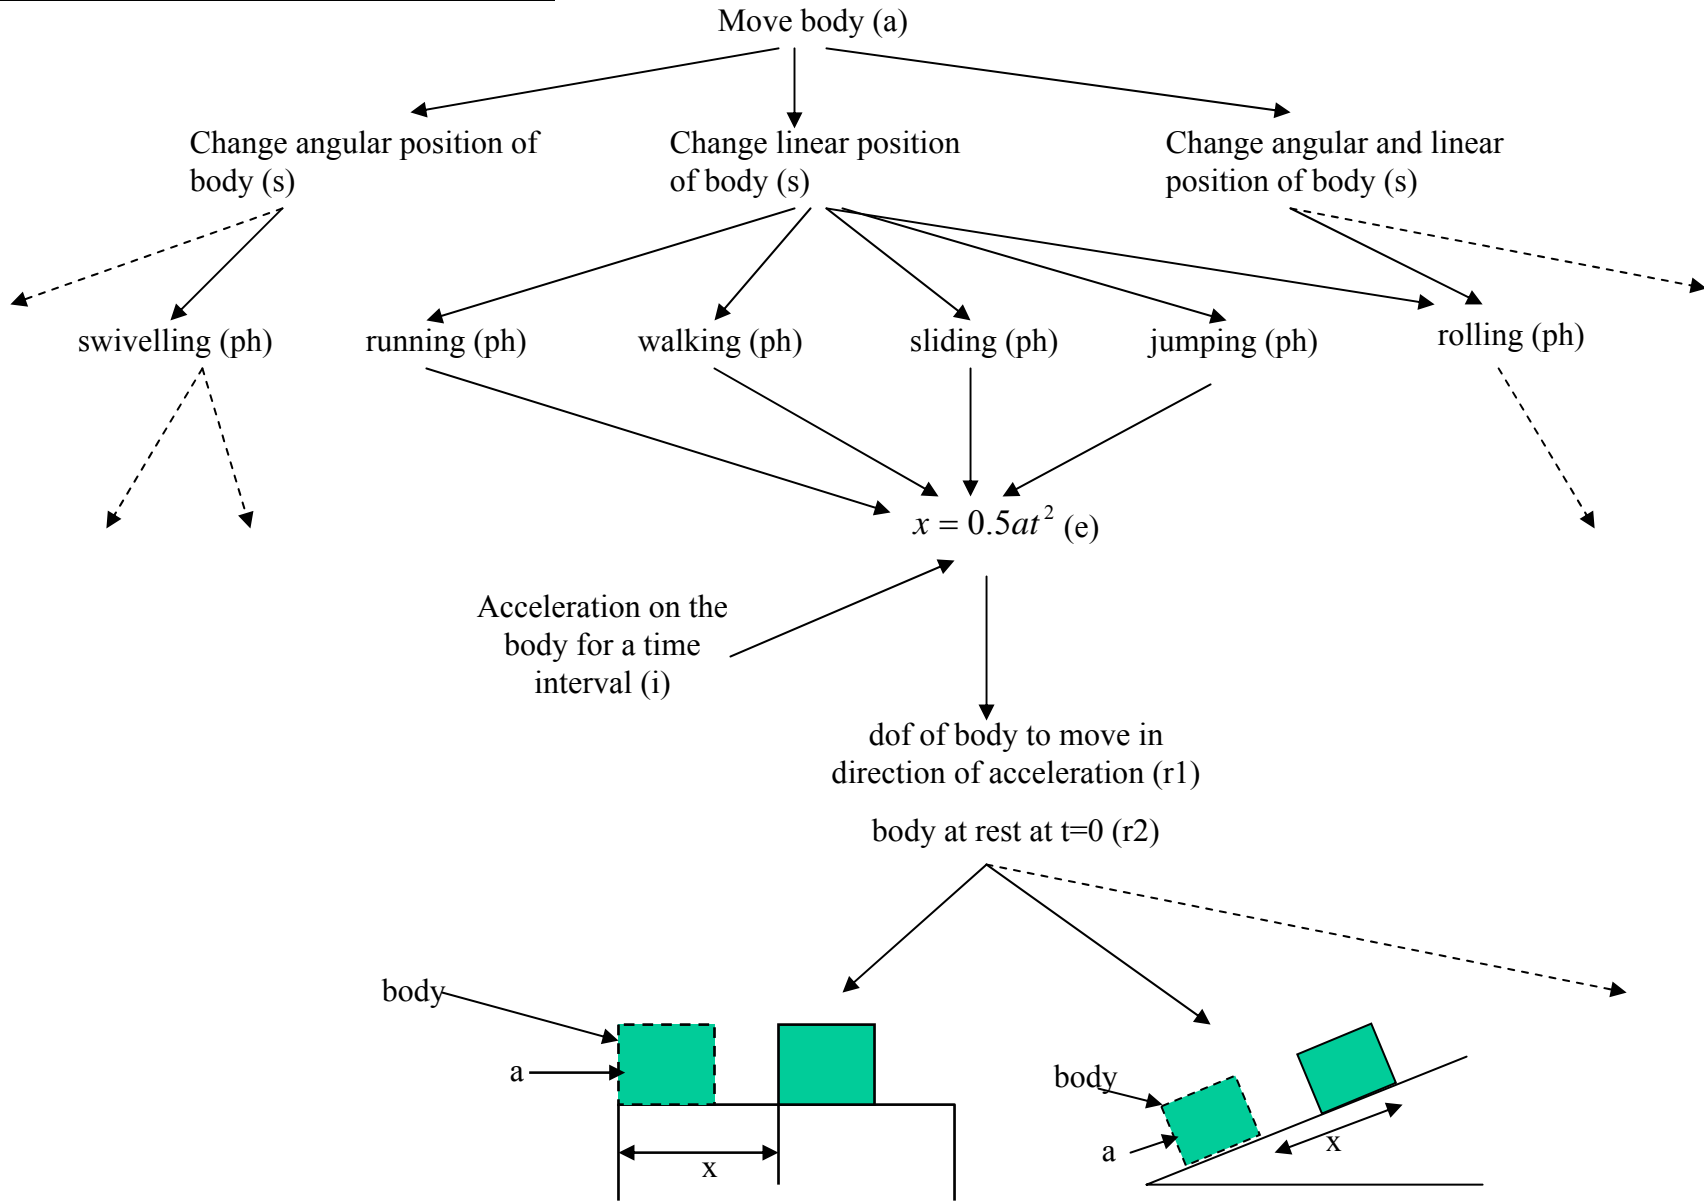 Move body (a)
Change angular position of
body (s)
Change linear position
of body (s)
Change angular and linear
position of body (s)
swivelling (ph)
running (ph)
walking (ph)
sliding (ph)
jumping (ph)
rolling (ph)
x = 0.5at² (e)
Acceleration on the
body for a time
interval (i)
dof of body to move in
direction of acceleration (r1)
body at rest at t=0 (r2)
body
a
x
body
a
x